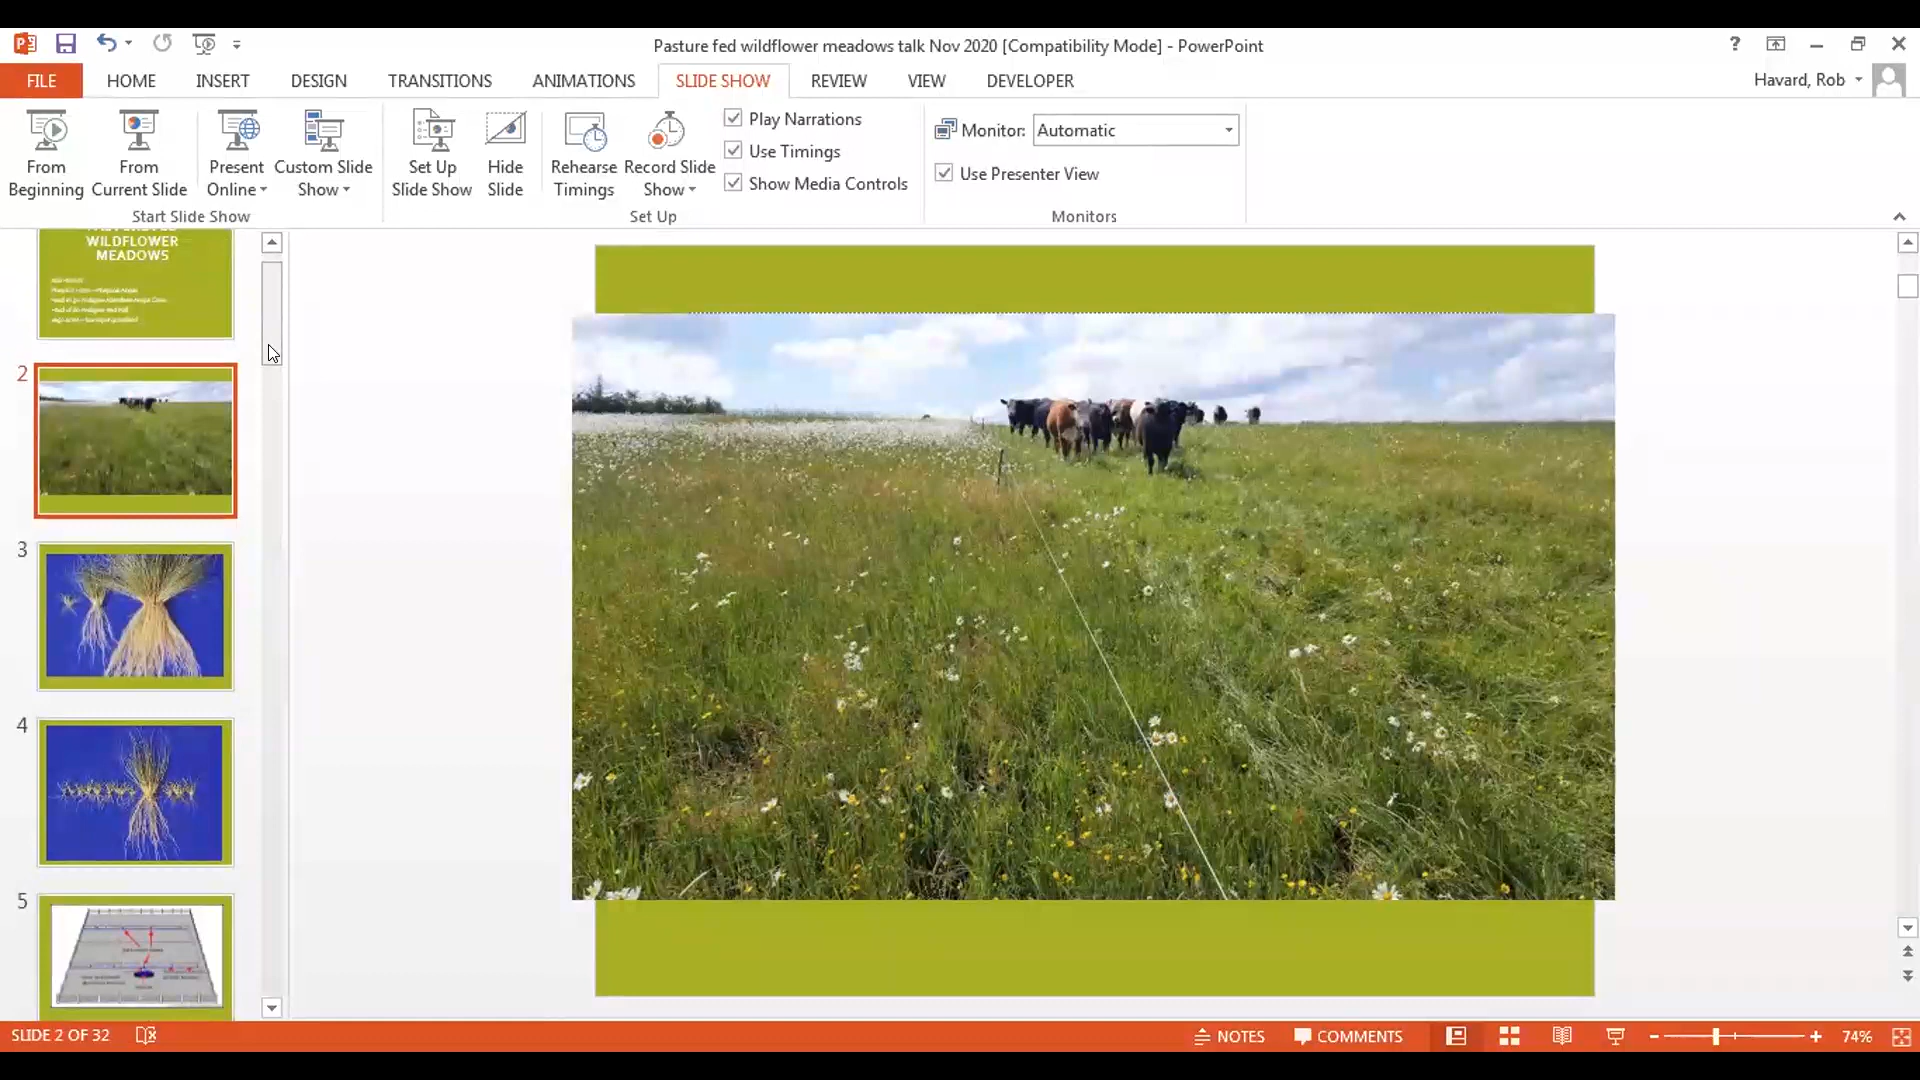 Pasture fed wildflower meadows talk Nov 2020 [Compatibility Mode] - PowerPoint
?
FILE HOME INSERT DESIGN TRANSITIONS ANIMATIONS SLIDE SHOW REVIEW VIEW DEVELOPER
Havard, Rob
From Beginning
From Current Slide
Present Online
Custom Slide Show
Start Slide Show
Set Up Slide Show
Hide Slide
Rehearse Timings
Record Slide Show
Play Narrations
Use Timings
Show Media Controls
Set Up
Monitor: Automatic
Use Presenter View
Monitors
WILDFLOWER
MEADOWS
2
3
4
5
SLIDE 2 OF 32
NOTES
COMMENTS
74%